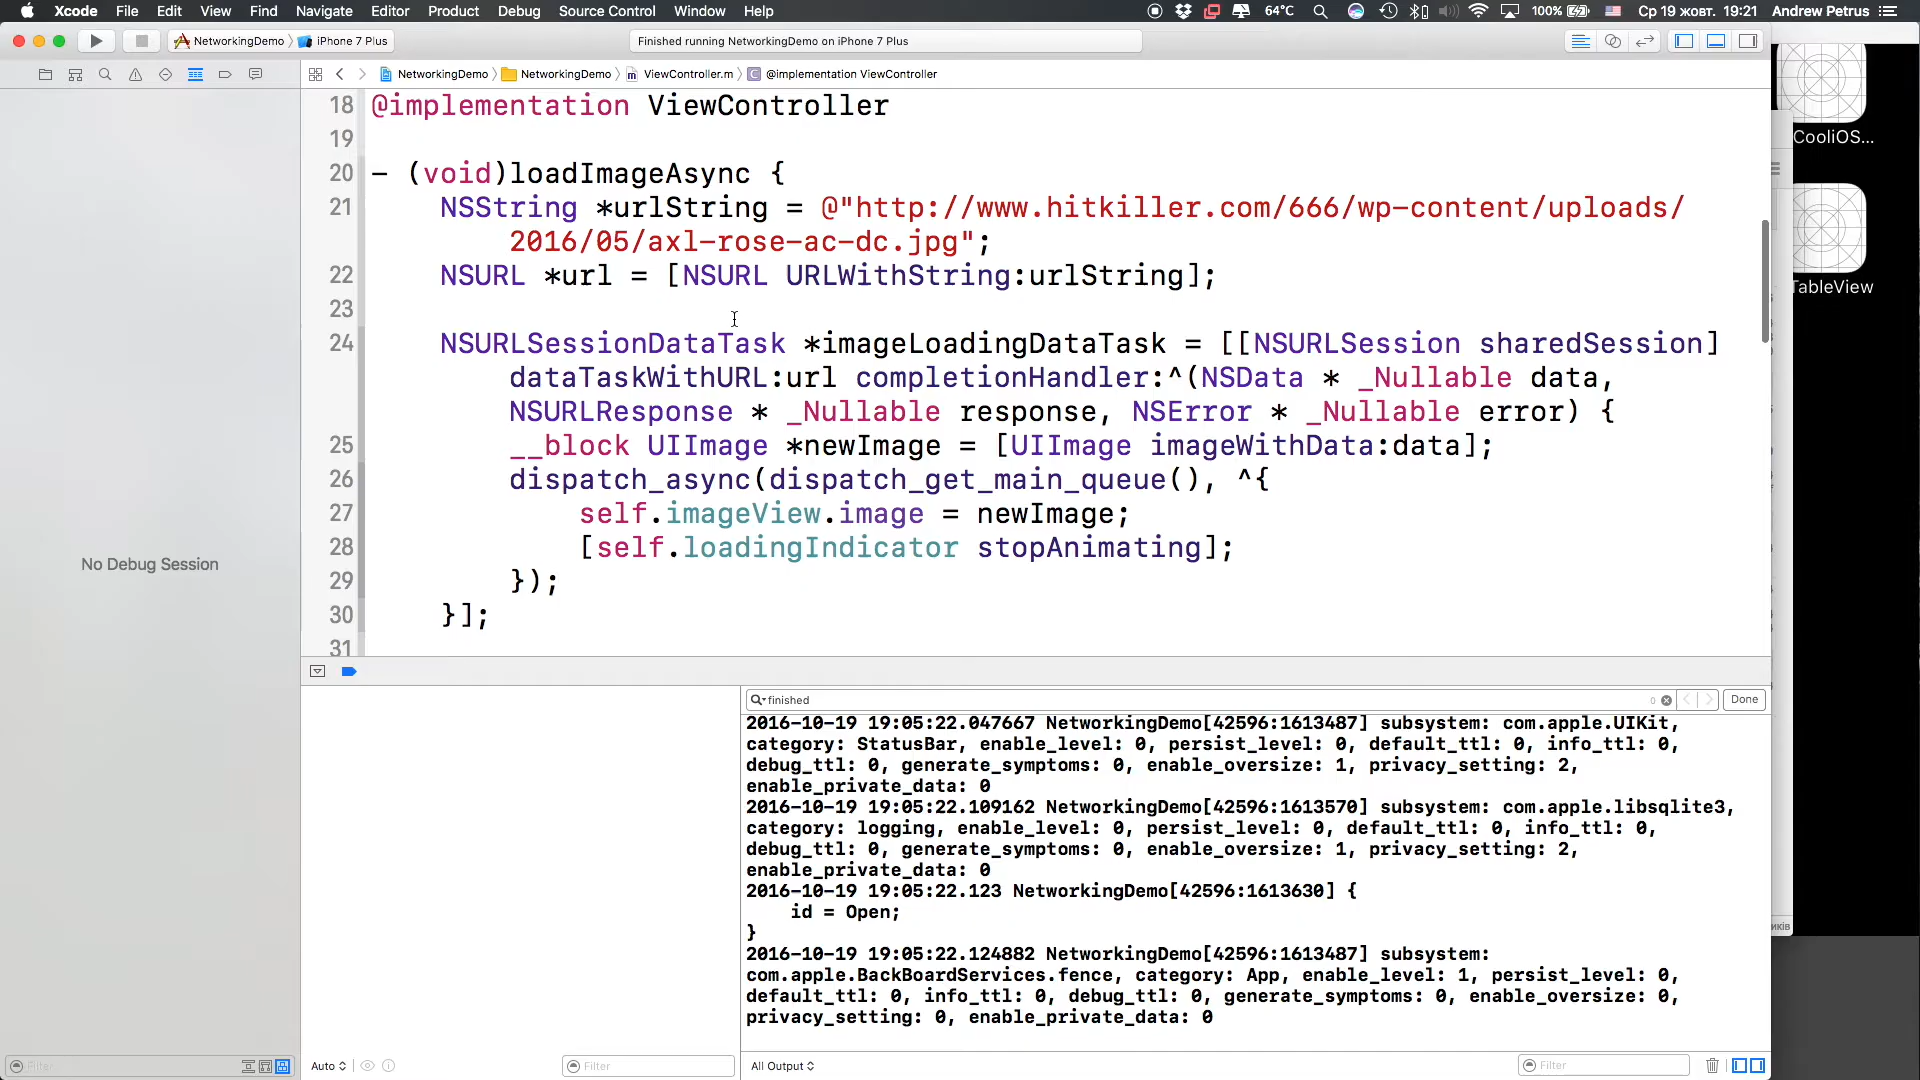 Xcode File Edit View Find Navigate Editor Product Debug Source Control Window Help 64°C 100% Ср 19 жовт. 19:21 Andrew Petrus
NetworkingDemo iPhone 7 Plus Finished running NetworkingDemo on iPhone 7 Plus
NetworkingDemo NetworkingDemo ViewController.m @implementation ViewController
18 @implementation ViewController
19
20 - (void)loadImageAsync {
21 NSString *urlString = @"http://www.hitkiller.com/666/wp-content/uploads/
2016/05/axl-rose-ac-dc.jpg";
22 NSURL *url = [NSURL URLWithString:urlString];
23
24 NSURLSessionDataTask *imageLoadingDataTask = [[NSURLSession sharedSession]
dataTaskWithURL:url completionHandler:^(NSData * _Nullable data,
NSURLResponse * _Nullable response, NSError * _Nullable error) {
25 __block UIImage *newImage = [UIImage imageWithData:data];
26 dispatch_async(dispatch_get_main_queue(), ^{
27 self.imageView.image = newImage;
28 [self.loadingIndicator stopAnimating];
29 });
30 }];
31
No Debug Session
CooliOS...
TableView
finished 0 Done
2016-10-19 19:05:22.047667 NetworkingDemo[42596:1613487] subsystem: com.apple.UIKit,
category: StatusBar, enable_level: 0, persist_level: 0, default_ttl: 0, info_ttl: 0,
debug_ttl: 0, generate_symptoms: 0, enable_oversize: 1, privacy_setting: 2,
enable_private_data: 0
2016-10-19 19:05:22.109162 NetworkingDemo[42596:1613570] subsystem: com.apple.libsqlite3,
category: logging, enable_level: 0, persist_level: 0, default_ttl: 0, info_ttl: 0,
debug_ttl: 0, generate_symptoms: 0, enable_oversize: 1, privacy_setting: 2,
enable_private_data: 0
2016-10-19 19:05:22.123 NetworkingDemo[42596:1613630] {
id = Open;
}
2016-10-19 19:05:22.124882 NetworkingDemo[42596:1613487] subsystem:
com.apple.BackBoardServices.fence, category: App, enable_level: 1, persist_level: 0,
default_ttl: 0, info_ttl: 0, debug_ttl: 0, generate_symptoms: 0, enable_oversize: 0,
privacy_setting: 0, enable_private_data: 0
Filter Auto Filter All Output Filter